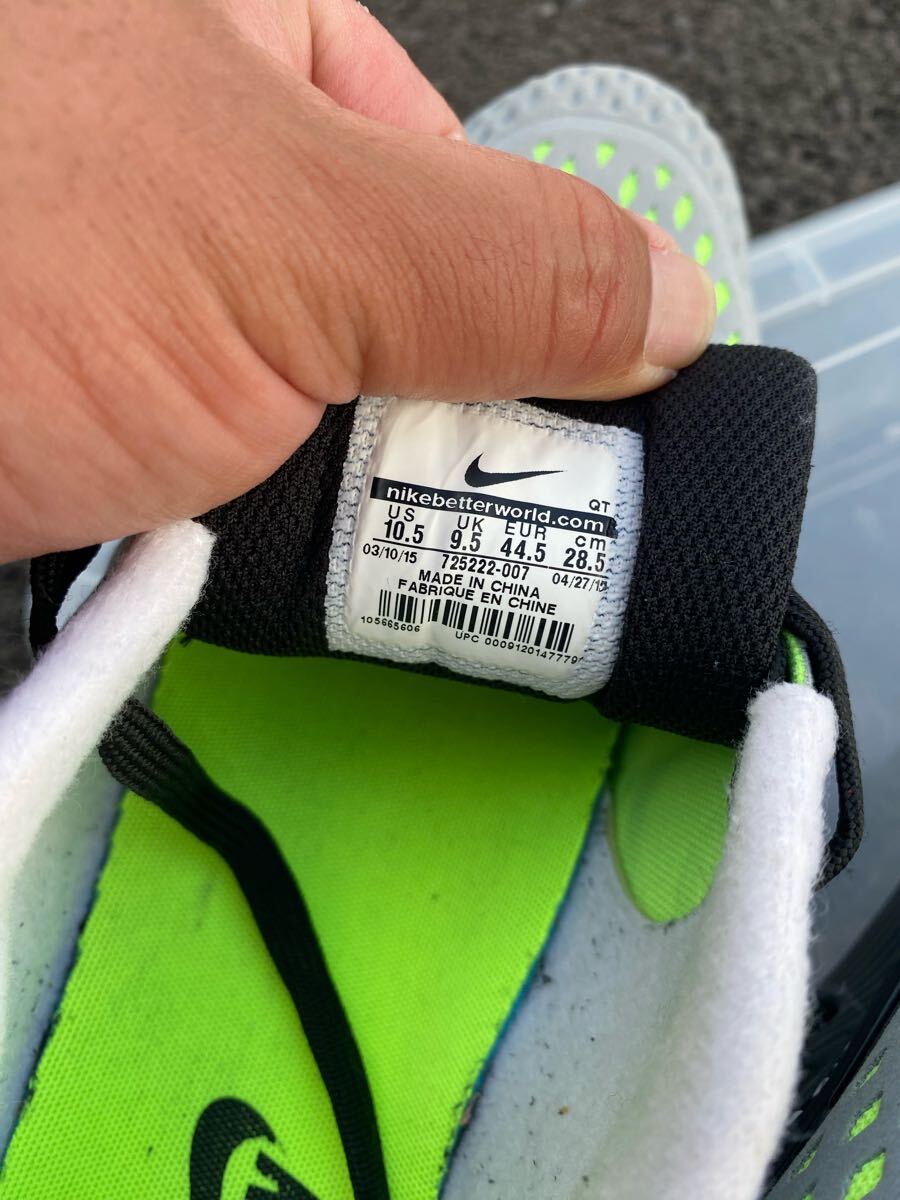 QT
nikebetterworld.com
US UK EUR cm
10.5 9.5 44.5 28.5
03/10/15 725222-007 04/27/15
MADE IN CHINA
FABRIQUE EN CHINE
105665606 UPC 00091201477790